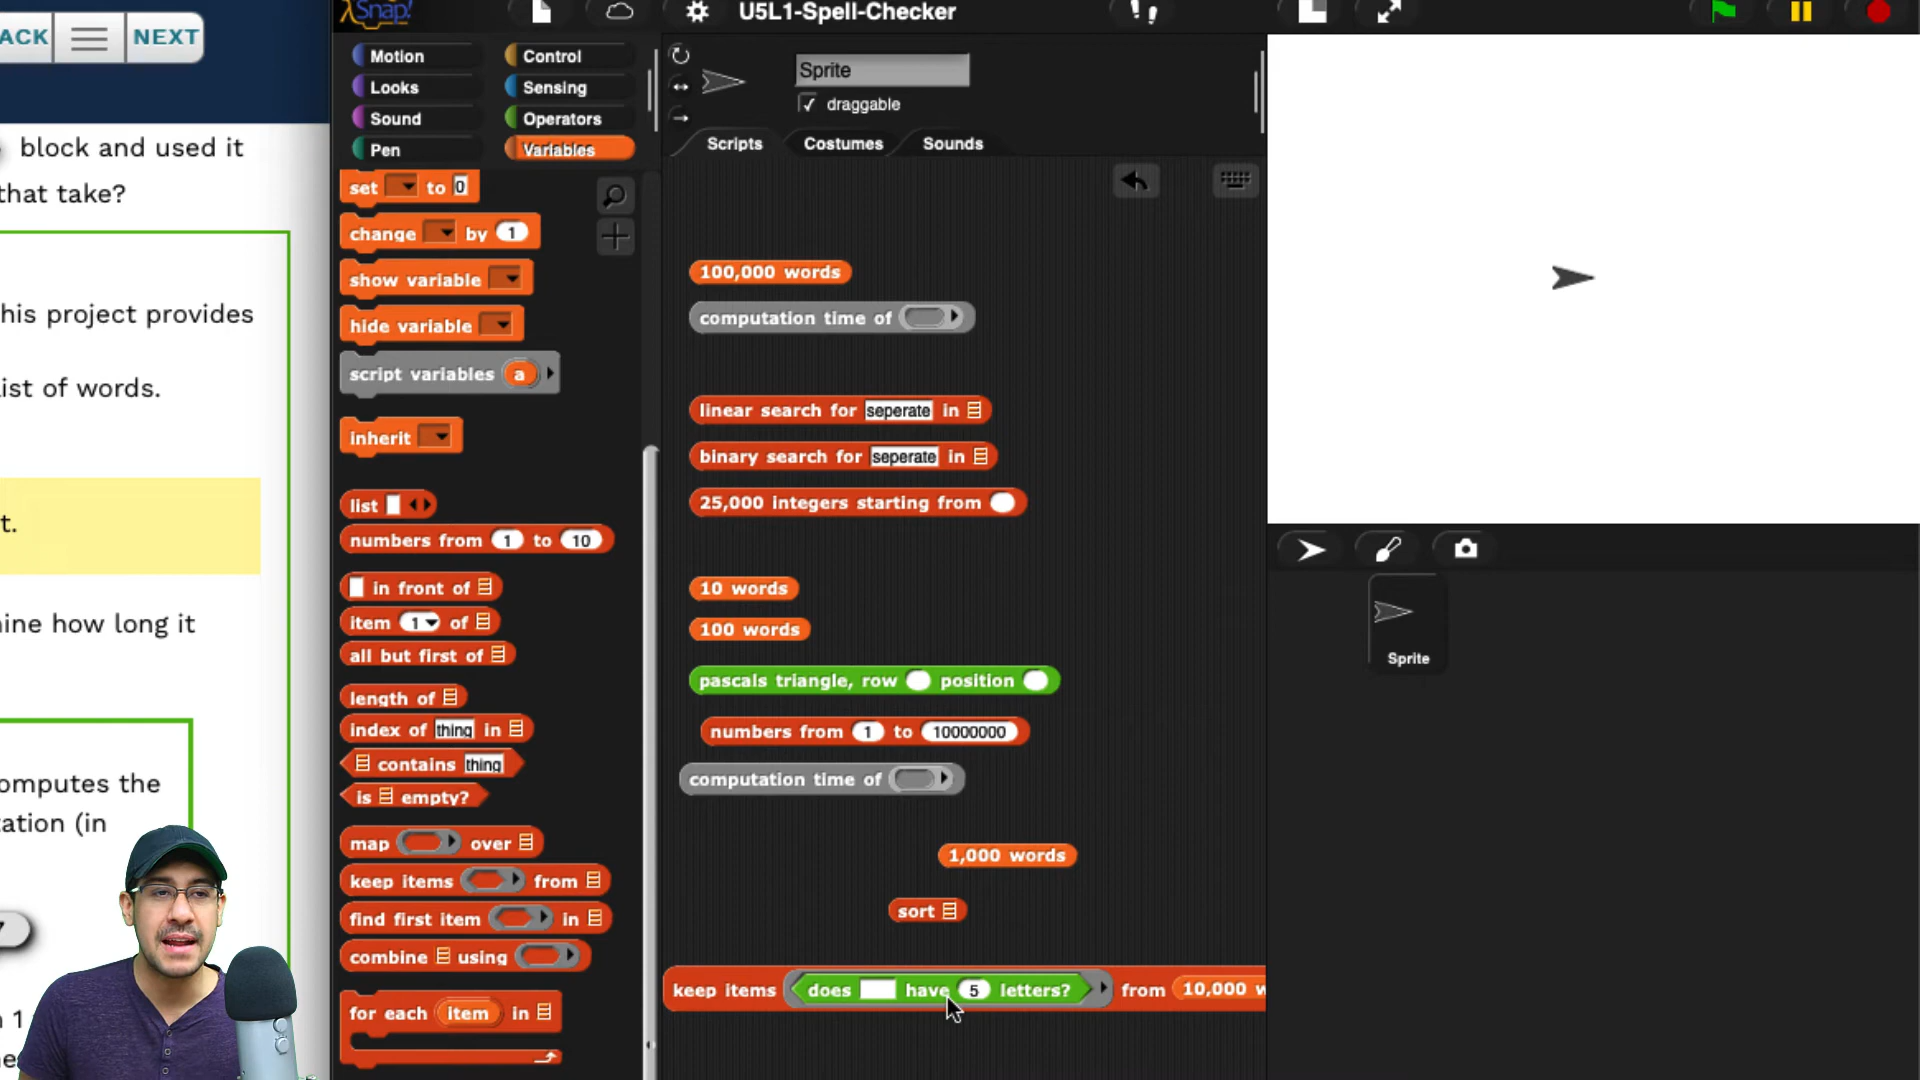 ACK
NEXT
block and used it
that take?
his project provides
ist of words.
t.
ine how long it
omputes the
ation (in
Snap!
U5L1-Spell-Checker
Motion
Control
Looks
Sensing
Sound
Operators
Pen
Variables
set to 0
change by 1
show variable
hide variable
script variables a
inherit
list
numbers from 1 to 10
in front of
item 1 of
all but first of
length of
index of thing in
contains thing
is empty?
map over
keep items from
find first item in
combine using
for each item in
Sprite
draggable
Scripts
Costumes
Sounds
100,000 words
computation time of
linear search for seperate in
binary search for seperate in
25,000 integers starting from
10 words
100 words
pascals triangle, row position
numbers from 1 to 10000000
computation time of
1,000 words
sort
keep items does have 5 letters? from 10,000 w
Sprite